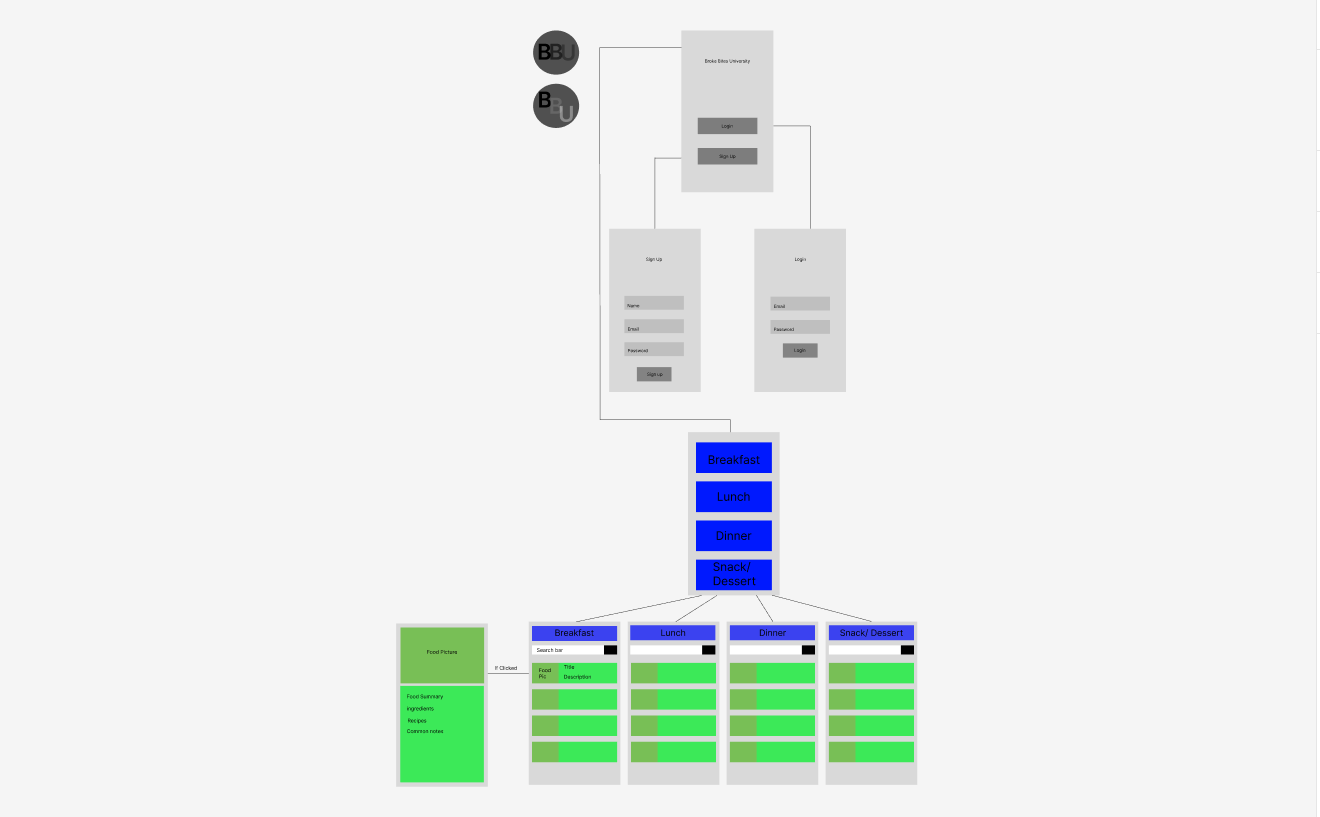 BBU
Broke Bites University
BBU
Login
Sign Up
Sign Up
Login
Name
Email
Email
Password
Password
Login
Sign up
Breakfast
Lunch
Dinner
Snack/
Dessert
Food Picture
If Clicked
Food Summary
Ingredients
Recipes
Common notes
Breakfast
Search bar
Food
Pic
Title
Description
Lunch
Dinner
Snack/ Dessert